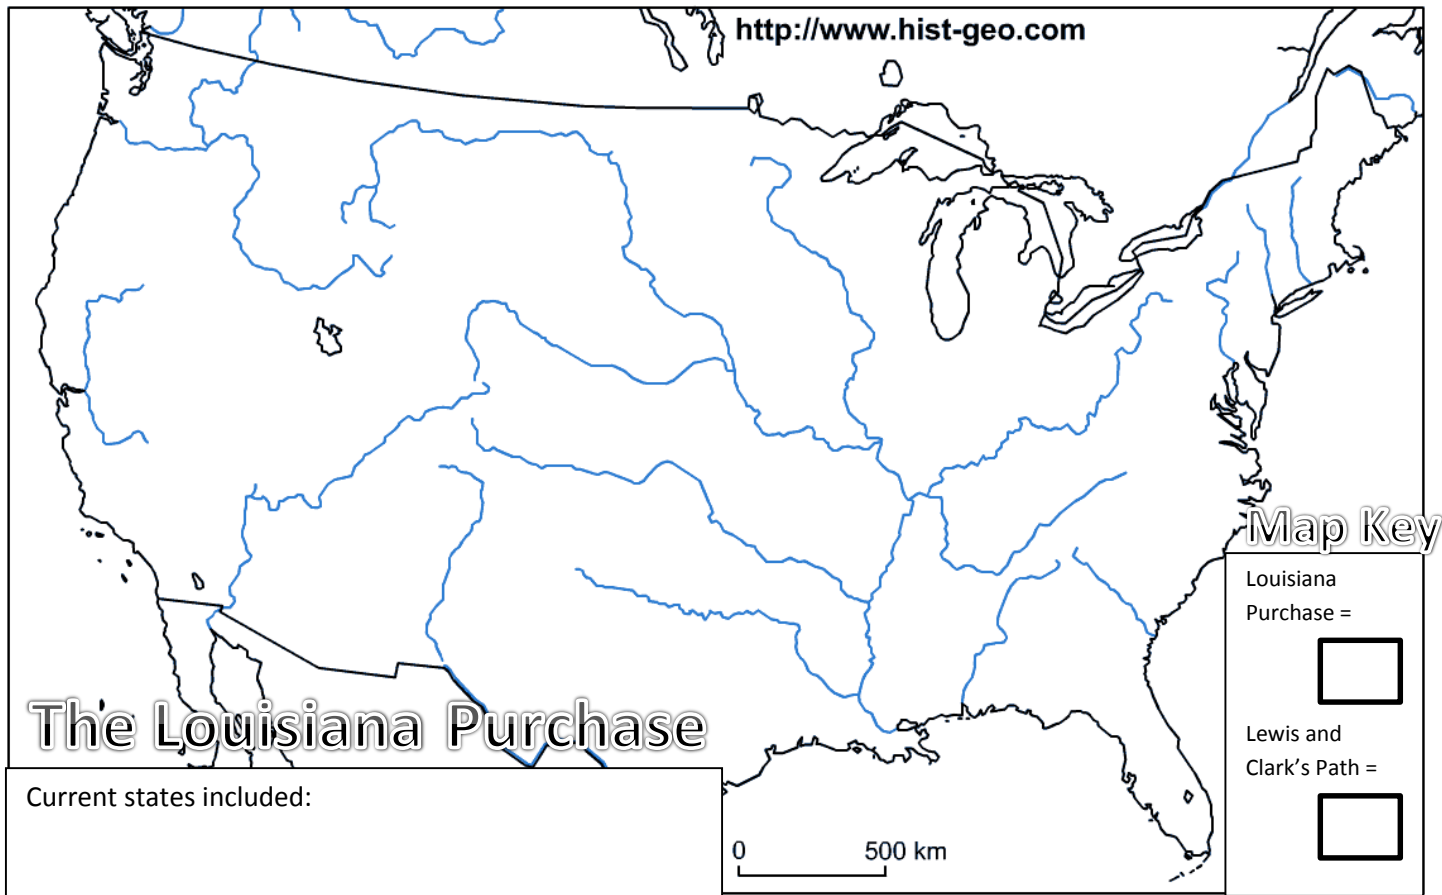 http://www.hist-geo.com
Map Key
Louisiana
Purchase =
Lewis and
Clark’s Path =
The Louisiana Purchase
Current states included:
0 500 km